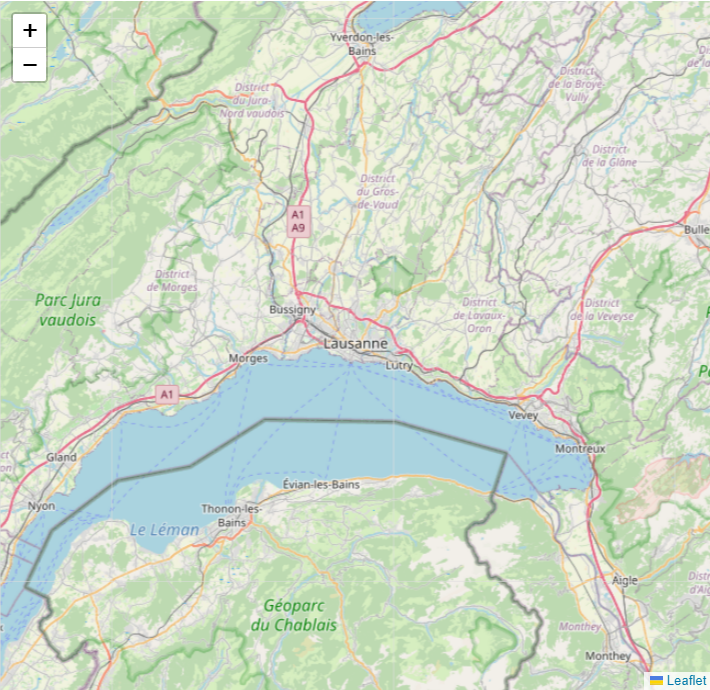 +
−
Yverdon-les-
Bains
District
du Jura-
Nord vaudois
District
de la Broye-
Vully
District
de la Glâne
District
du Gros-
de-Vaud
A1
A9
Bulle
District
de Morges
Parc Jura
vaudois
Bussigny
District
de Lavaux-
Oron
District
de la Veveyse
Lausanne
Morges
Lutry
A1
Vevey
Gland
Montreux
Nyon
Évian-les-Bains
Thonon-les-
Bains
Le Léman
Aigle
Géoparc
du Chablais
Monthey
Monthey
Leaflet